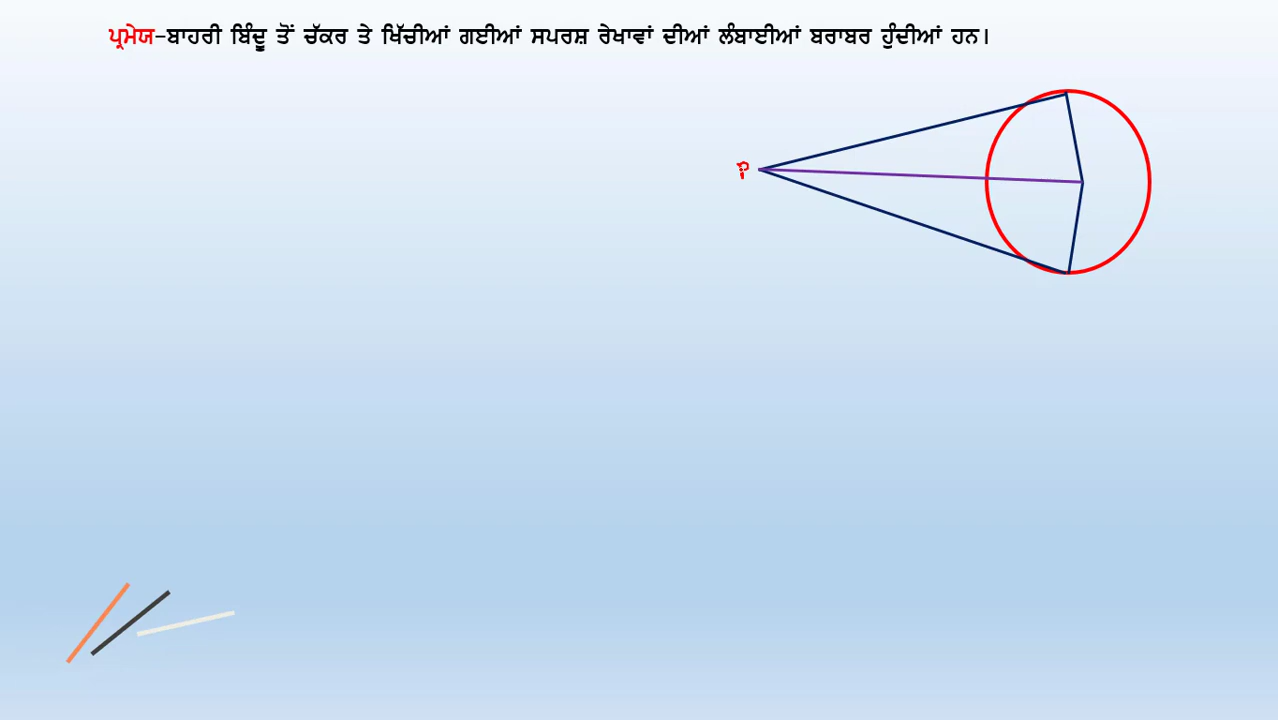 ਪ੍ਰਮੇਯ-ਬਾਹਰੀ ਬਿੰਦੂ ਤੋਂ ਚੱਕਰ ਤੇ ਖਿੱਚੀਆਂ ਗਈਆਂ ਸਪਰਸ਼ ਰੇਖਾਵਾਂ ਦੀਆਂ ਲੰਬਾਈਆਂ ਬਰਾਬਰ ਹੁੰਦੀਆਂ ਹਨ।